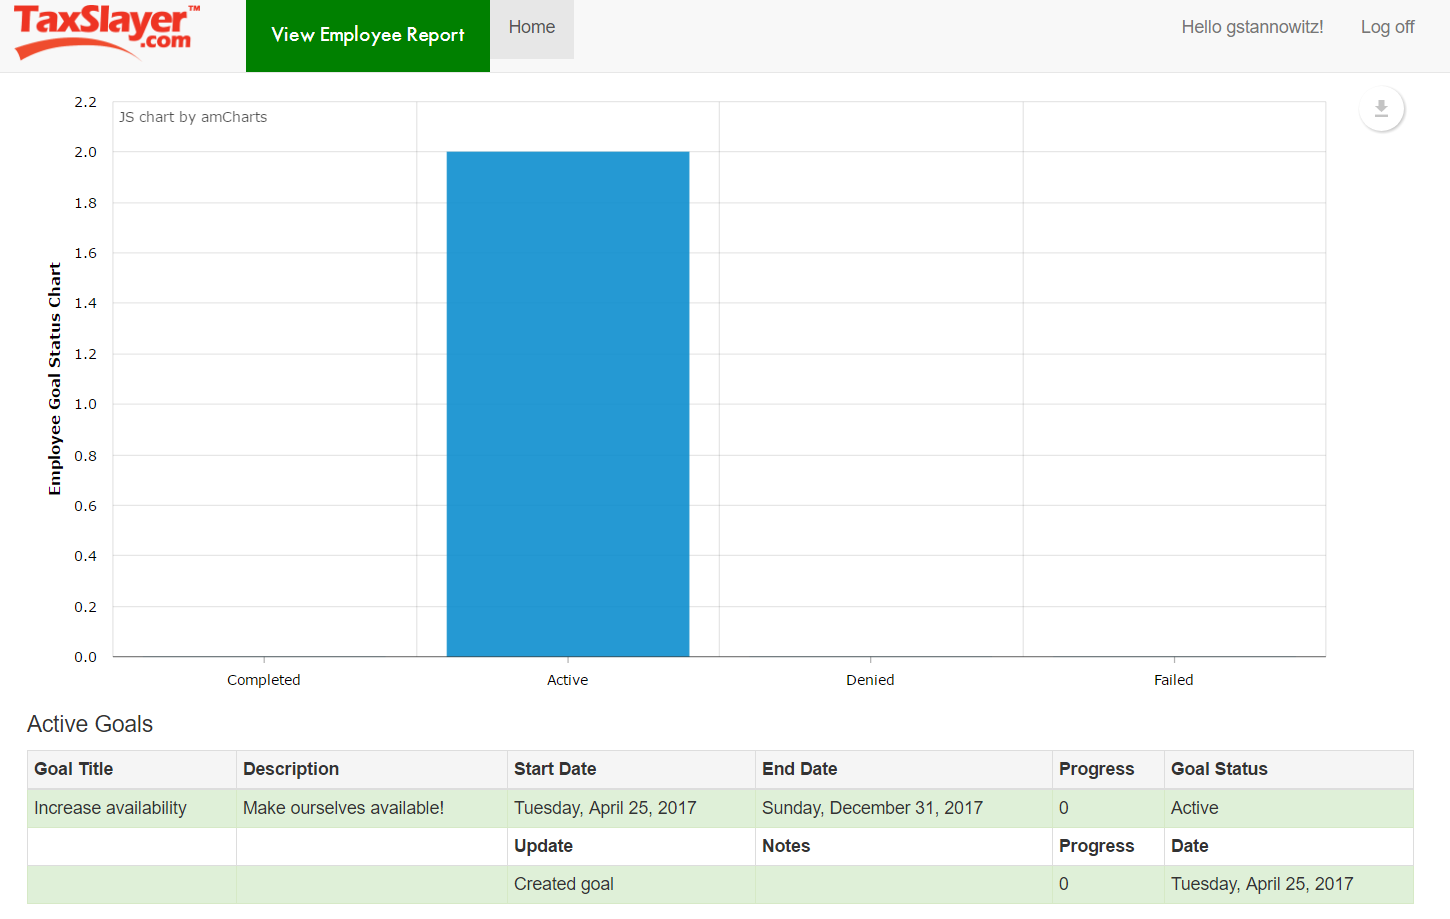 TaxSlayer™
.com
View Employee Report
Home
Hello gstannowitz!
Log off
2.2
JS chart by amCharts
2.0
1.8
1.6
1.4
1.2
1.0
0.8
0.6
0.4
0.2
0.0
Employee Goal Status Chart
Completed Active Denied Failed
Active Goals
Goal Title Description Start Date End Date Progress Goal Status
Increase availability Make ourselves available! Tuesday, April 25, 2017 Sunday, December 31, 2017 0 Active
Update Notes Progress Date
Created goal 0 Tuesday, April 25, 2017